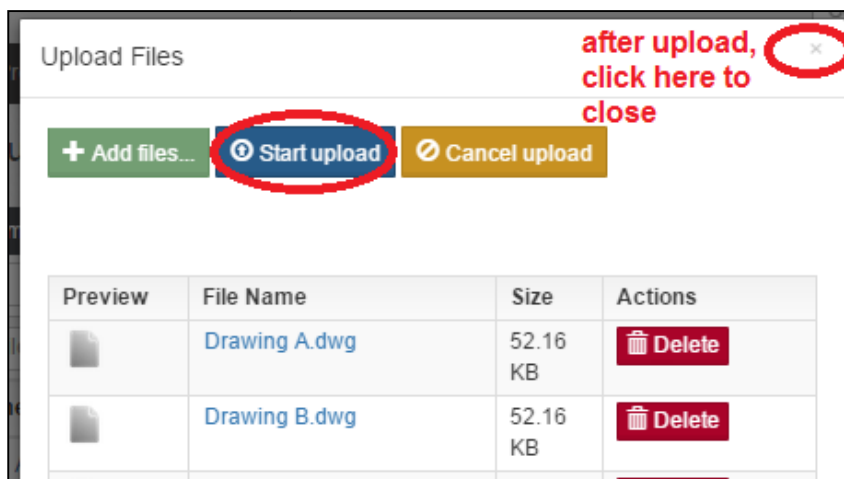 Upload Files
after upload,
click here to
close
×
+ Add files...
Start upload
Cancel upload
Preview File Name Size Actions
Drawing A.dwg 52.16 KB Delete
Drawing B.dwg 52.16 KB Delete